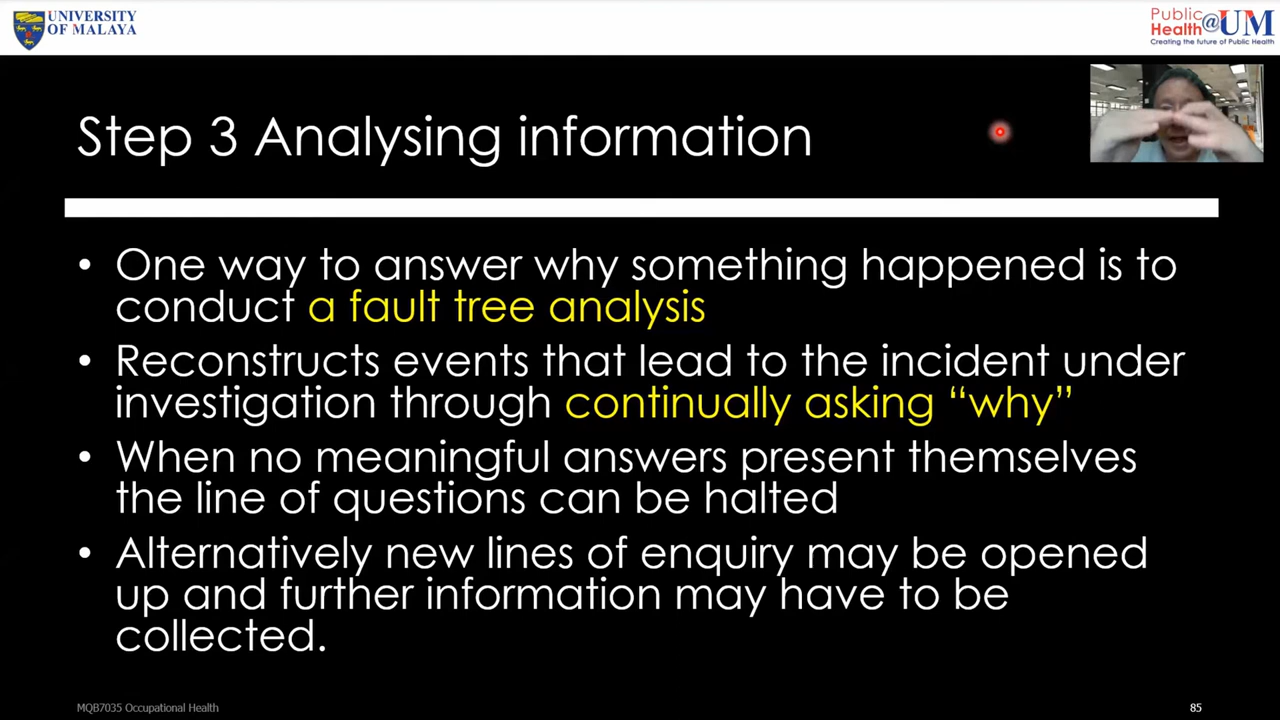 UNIVERSITY
OF MALAYA
Public
Health@UM
Creating the future of Public Health
Step 3 Analysing information
• One way to answer why something happened is to
conduct a fault tree analysis
• Reconstructs events that lead to the incident under
investigation through continually asking “why”
• When no meaningful answers present themselves
the line of questions can be halted
• Alternatively new lines of enquiry may be opened
up and further information may have to be
collected.
MQB7035 Occupational Health
85